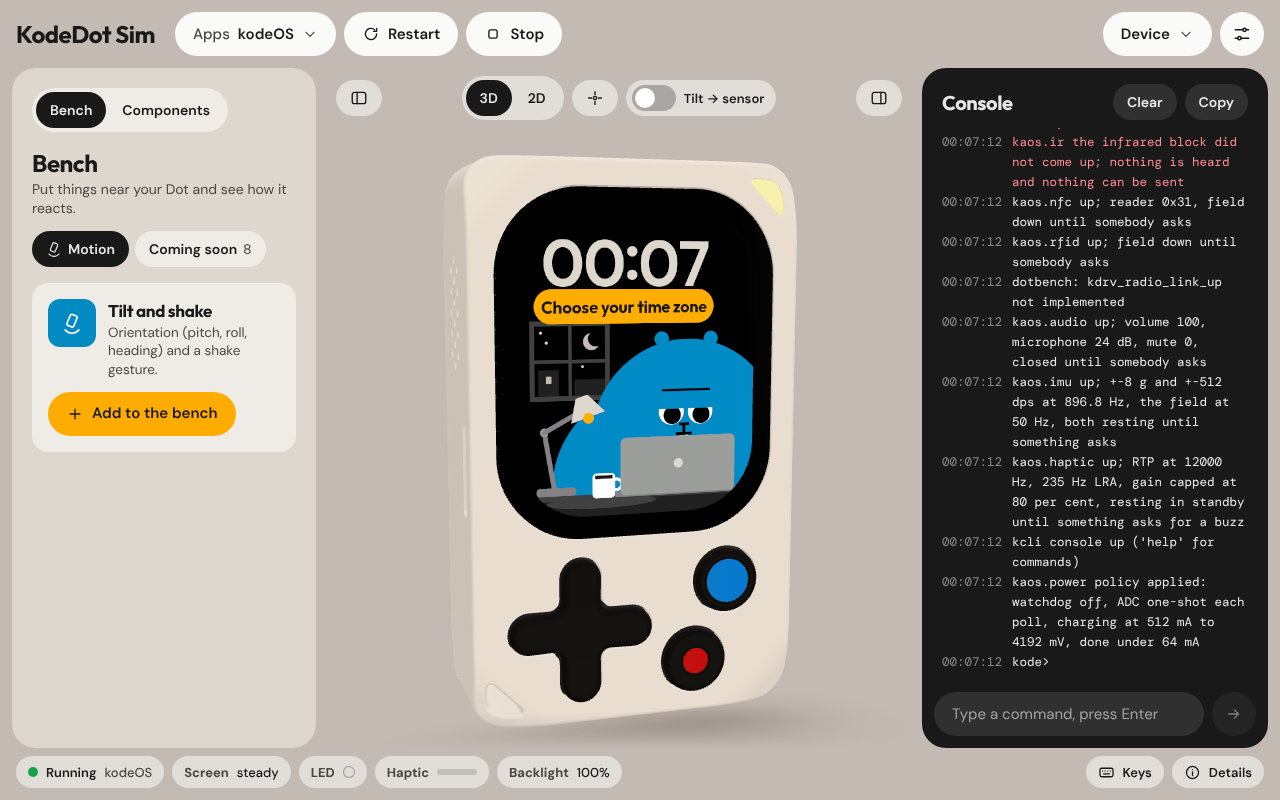 KodeDot Sim
Apps kodeOS
Restart
Stop
Device
Bench
Components
Bench
Put things near your Dot and see how it
reacts.
Motion
Coming soon 8
Tilt and shake
Orientation (pitch, roll,
heading) and a shake
gesture.
+ Add to the bench
3D
2D
Tilt → sensor
00:07
Choose your time zone
Console
Clear
Copy
00:07:12 kaos.ir the infrared block did
not come up; nothing is heard
and nothing can be sent
00:07:12 kaos.nfc up; reader 0x31, field
down until somebody asks
00:07:12 kaos.rfid up; field down until
somebody asks
00:07:12 dotbench: kdrv_radio_link_up
not implemented
00:07:12 kaos.audio up; volume 100,
microphone 24 dB, mute 0,
closed until somebody asks
00:07:12 kaos.imu up; +-8 g and +-512
dps at 896.8 Hz, the field at
50 Hz, both resting until
something asks
00:07:12 kaos.haptic up; RTP at 12000
Hz, 235 Hz LRA, gain capped at
80 per cent, resting in standby
until something asks for a buzz
00:07:12 kcli console up ('help' for
commands)
00:07:12 kaos.power policy applied:
watchdog off, ADC one-shot each
poll, charging at 512 mA to
4192 mV, done under 64 mA
00:07:12 kode>
Type a command, press Enter
Running kodeOS
Screen steady
LED
Haptic
Backlight 100%
Keys
Details